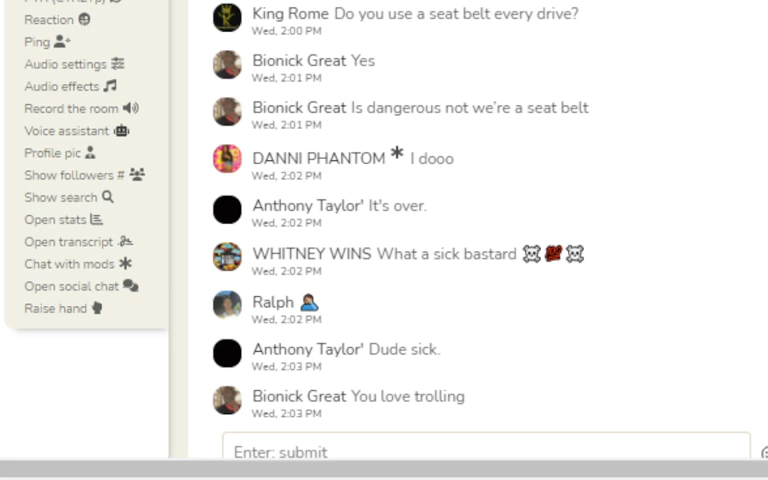 Reaction
Ping
Audio settings
Audio effects
Record the room
Voice assistant
Profile pic
Show followers #
Show search
Open stats
Open transcript
Chat with mods
Open social chat
Raise hand
King Rome Do you use a seat belt every drive?
Wed, 2:00 PM
Bionick Great Yes
Wed, 2:01 PM
Bionick Great Is dangerous not we're a seat belt
Wed, 2:01 PM
DANNI PHANTOM * I dooo
Wed, 2:02 PM
Anthony Taylor' It's over.
Wed, 2:02 PM
WHITNEY WINS What a sick bastard ☠️💯☠️
Wed, 2:02 PM
Ralph 🤦
Wed, 2:02 PM
Anthony Taylor' Dude sick.
Wed, 2:03 PM
Bionick Great You love trolling
Wed, 2:03 PM
Enter: submit